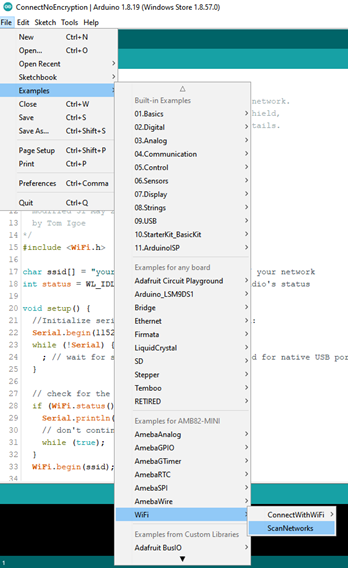 ConnectNoEncryption | Arduino 1.8.19 (Windows Store 1.8.57.0)
File Edit Sketch Tools Help
New Ctrl+N
Open... Ctrl+O
Open Recent
Sketchbook
Examples
Close Ctrl+W
Save Ctrl+S
Save As... Ctrl+Shift+S
Page Setup Ctrl+Shift+P
Print Ctrl+P
Preferences Ctrl+Comma
Quit Ctrl+Q
Built-in Examples
01.Basics
02.Digital
03.Analog
04.Communication
05.Control
06.Sensors
07.Display
08.Strings
09.USB
10.StarterKit_BasicKit
11.ArduinoISP
Examples for any board
Adafruit Circuit Playground
Arduino_LSM9DS1
Bridge
Ethernet
Firmata
LiquidCrystal
SD
Stepper
Temboo
RETIRED
Examples for AMB82-MINI
AmebaAnalog
AmebaGPIO
AmebaGTimer
AmebaRTC
AmebaSPI
AmebaWire
WiFi
Examples from Custom Libraries
Adafruit BusIO
ConnectWithWiFi
ScanNetworks
network.
hield,
tails.
13 by Tom Igoe
14 */
15 #include <WiFi.h>
16
17 char ssid[] = "your your network
18 int status = WL_IDL dio's status
19
20 void setup() {
21 //Initialize seri :
22 Serial.begin(1152
23 while (!Serial) {
24 ; // wait for s d for native USB por
25 }
26
27 // check for the
28 if (WiFi.status()
29 Serial.println(
30 // don't contin
31 while (true);
32 }
33 WiFi.begin(ssid);
34
1